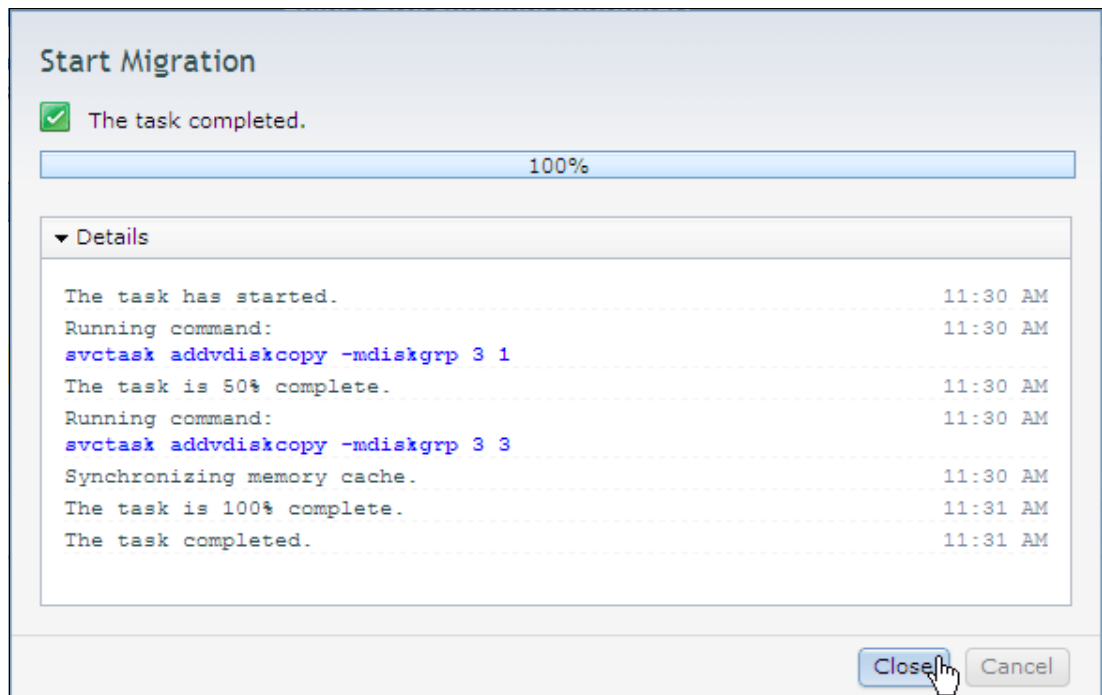 Start Migration
The task completed.
100%
Details
The task has started. 11:30 AM
Running command: 11:30 AM
svctask addvdiskcopy -mdiskgrp 3 1
The task is 50% complete. 11:30 AM
Running command: 11:30 AM
svctask addvdiskcopy -mdiskgrp 3 3
Synchronizing memory cache. 11:30 AM
The task is 100% complete. 11:31 AM
The task completed. 11:31 AM
Close Cancel